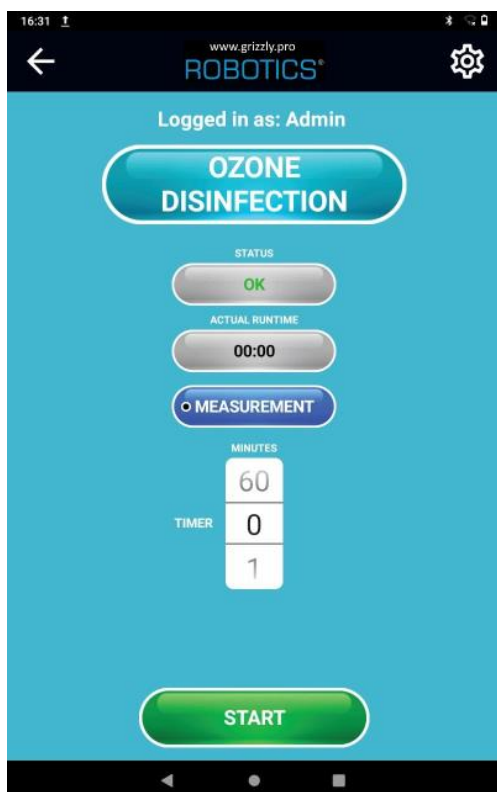 16:31
www.grizzly.pro
ROBOTICS®
Logged in as: Admin
OZONE
DISINFECTION
STATUS
OK
ACTUAL RUNTIME
00:00
MEASUREMENT
MINUTES
60
TIMER 0
1
START